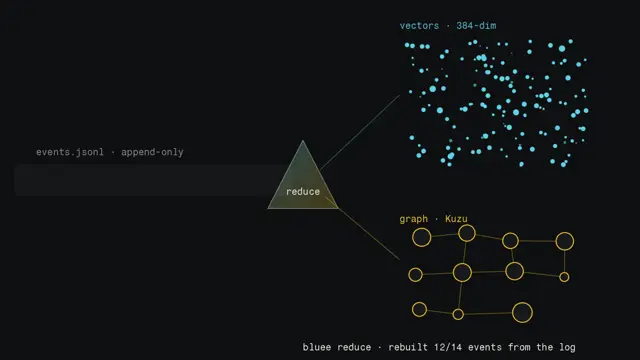 vectors · 384-dim
events.jsonl · append-only
reduce
graph · Kuzu
bluee reduce · rebuilt 12/14 events from the log